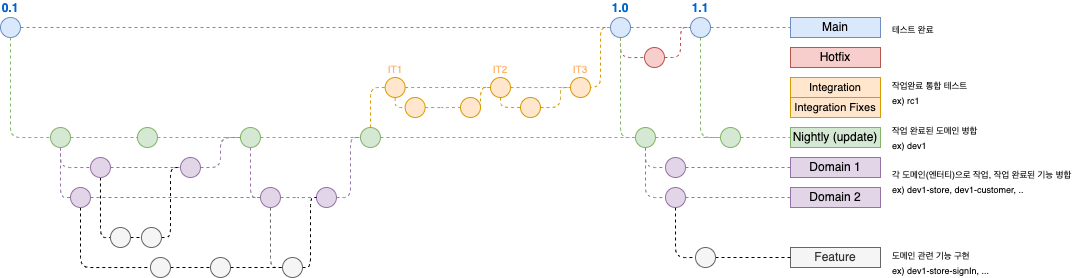 0.1
1.0
1.1
Main
테스트 완료
Hotfix
IT1
IT2
IT3
Integration
작업완료 통합 테스트
Integration Fixes
ex) rc1
Nightly (update)
작업 완료된 도메인 병합
ex) dev1
Domain 1
각 도메인(엔터티)으로 작업, 작업 완료된 기능 병합
Domain 2
ex) dev1-store, dev1-customer, ..
Feature
도메인 관련 기능 구현
ex) dev1-store-signIn, ...